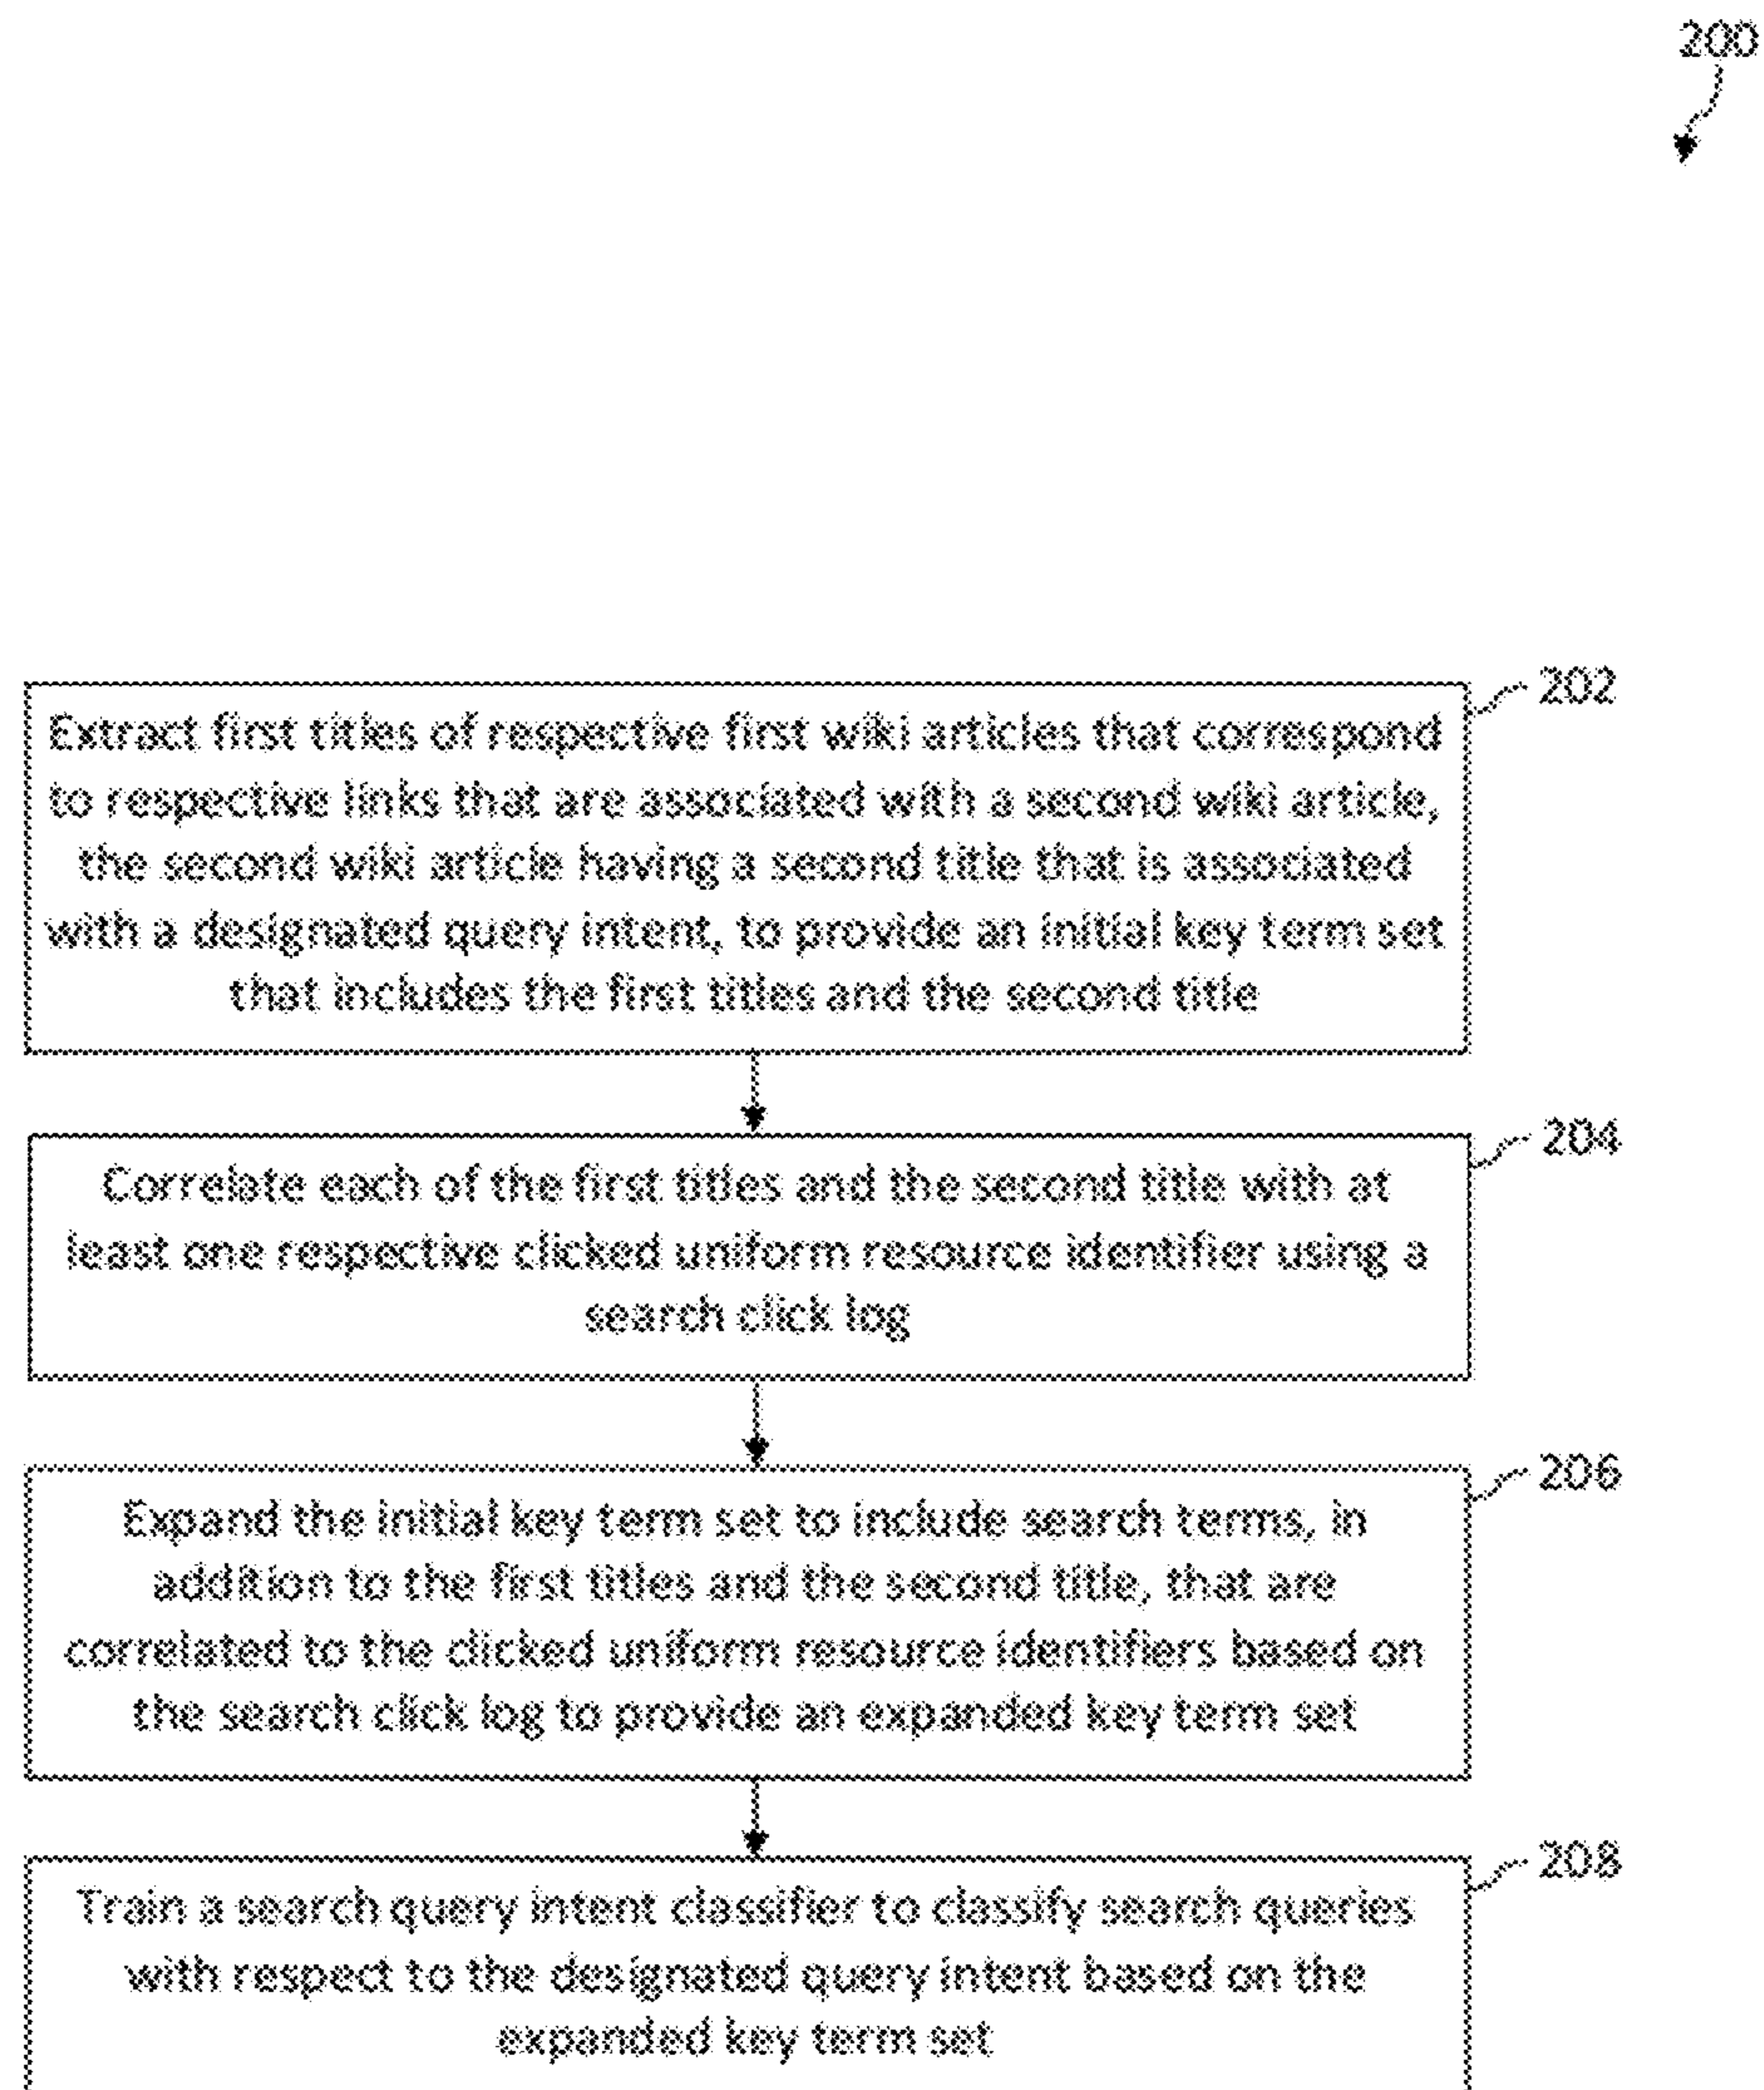 200
202
Extract first titles of respective first wiki articles that correspond
to respective links that are associated with a second wiki article,
the second wiki article having a second title that is associated
with a designated query intent, to provide an initial key term set
that includes the first titles and the second title
204
Correlate each of the first titles and the second title with at
least one respective clicked uniform resource identifier using a
search click log
206
Expand the initial key term set to include search terms, in
addition to the first titles and the second title, that are
correlated to the clicked uniform resource identifiers based on
the search click log to provide an expanded key term set
208
Train a search query intent classifier to classify search queries
with respect to the designated query intent based on the
expanded key term set